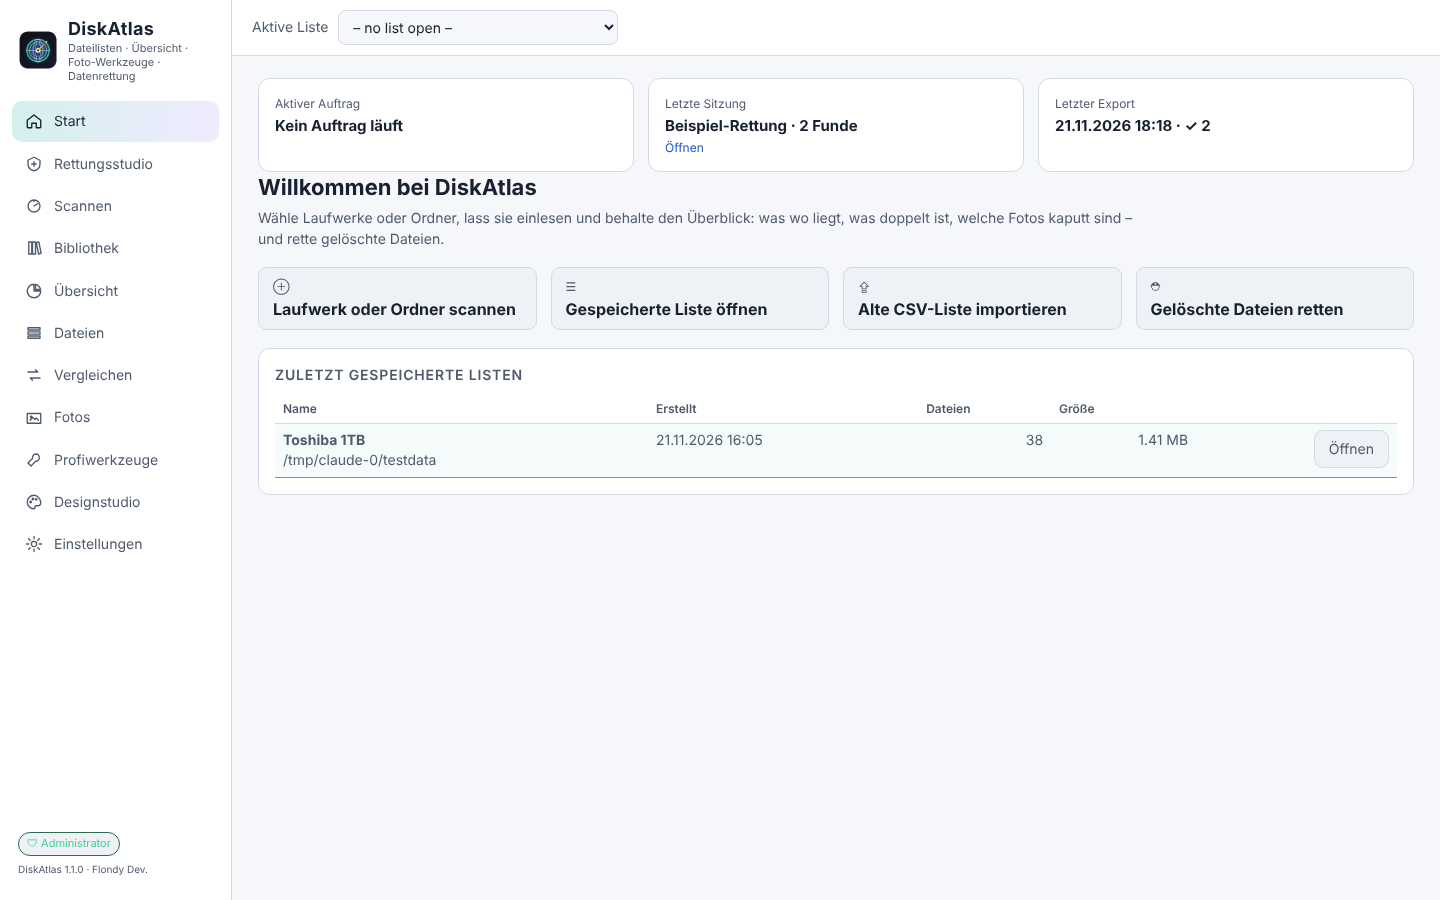 DiskAtlas
Dateilisten · Übersicht ·
Foto-Werkzeuge ·
Datenrettung
Start
Rettungsstudio
Scannen
Bibliothek
Übersicht
Dateien
Vergleichen
Fotos
Profiwerkzeuge
Designstudio
Einstellungen
Administrator
DiskAtlas 1.1.0 · Flondy Dev.
Aktive Liste
– no list open –
Aktiver Auftrag
Kein Auftrag läuft
Letzte Sitzung
Beispiel-Rettung · 2 Funde
Öffnen
Letzter Export
21.11.2026 18:18 · ✓ 2
Willkommen bei DiskAtlas
Wähle Laufwerke oder Ordner, lass sie einlesen und behalte den Überblick: was wo liegt, was doppelt ist, welche Fotos kaputt sind –
und rette gelöschte Dateien.
Laufwerk oder Ordner scannen
Gespeicherte Liste öffnen
Alte CSV-Liste importieren
Gelöschte Dateien retten
ZULETZT GESPEICHERTE LISTEN
Name Erstellt Dateien Größe
Toshiba 1TB 21.11.2026 16:05 38 1.41 MB Öffnen
/tmp/claude-0/testdata